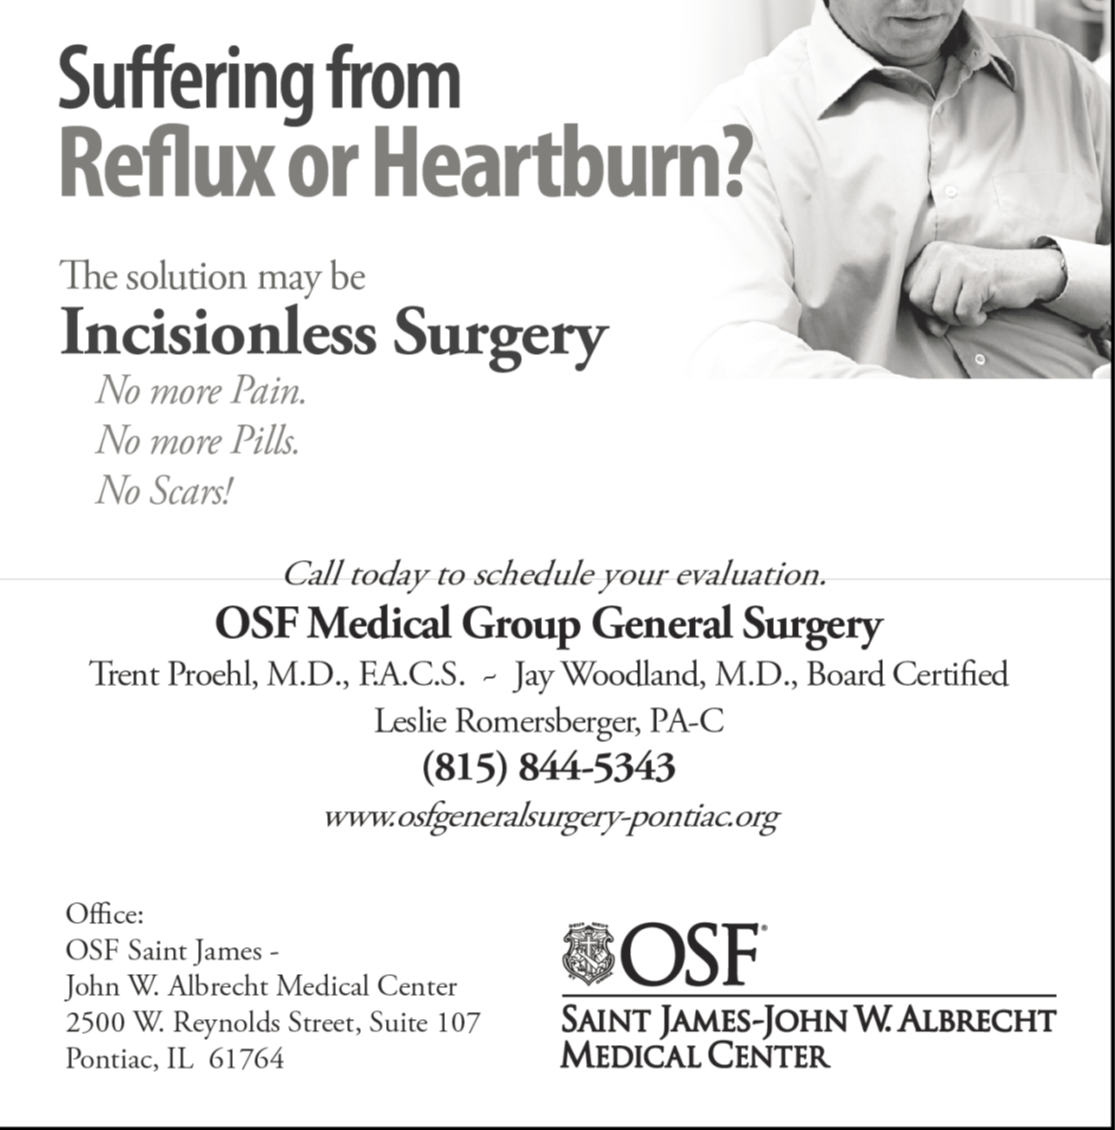 Suffering from
Reflux or Heartburn?
The solution may be
Incisionless Surgery
No more Pain.
No more Pills.
No Scars!
Call today to schedule your evaluation.
OSF Medical Group General Surgery
Trent Proehl, M.D., F.A.C.S. ~ Jay Woodland, M.D., Board Certified
Leslie Romersberger, PA-C
(815) 844-5343
www.osfgeneralsurgery-pontiac.org
Office:
OSF Saint James -
John W. Albrecht Medical Center
2500 W. Reynolds Street, Suite 107
Pontiac, IL 61764
OSF®
SAINT JAMES-JOHN W. ALBRECHT
MEDICAL CENTER